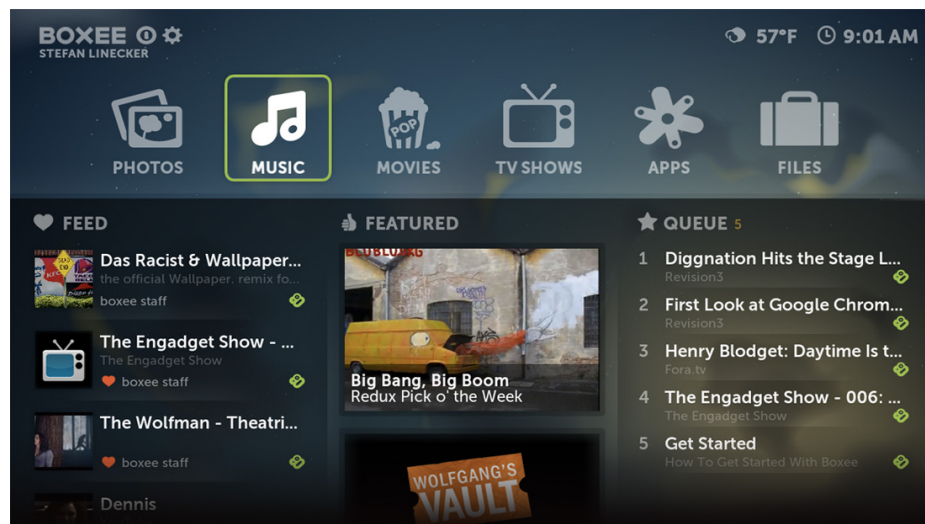 BOXEE
STEFAN LINECKER
57°F
9:01 AM
POP
PHOTOS
MUSIC
MOVIES
TV SHOWS
APPS
FILES
FEED
Das Racist & Wallpaper...
the official Wallpaper. remix fo...
boxee staff
The Engadget Show - ...
The Engadget Show
boxee staff
The Wolfman - Theatri...
boxee staff
Dennis
FEATURED
Big Bang, Big Boom
Redux Pick o' the Week
WOLFGANG'S
VAULT
QUEUE 5
1 Diggnation Hits the Stage L...
Revision3
2 First Look at Google Chrom...
Revision3
3 Henry Blodget: Daytime Is t...
Fora.tv
4 The Engadget Show - 006: ...
The Engadget Show
5 Get Started
How To Get Started With Boxee